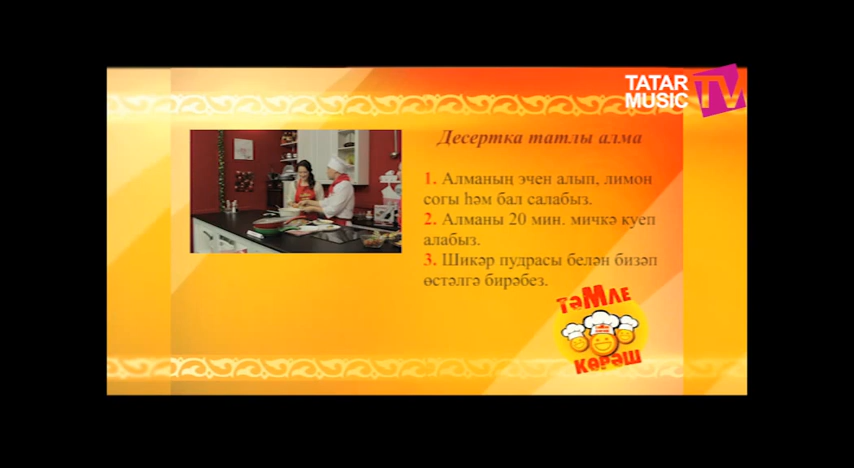 TATAR
MUSIC
TV
Десертка татлы алма
1. Алманың эчен алып, лимон
согы һәм бал салабыз.
2. Алманы 20 мин. мичкә куеп
алабыз.
3. Шикәр пудрасы белән бизәп
өстәлгә бирәбез.
ТӘМЛЕ
КӨРӘШ